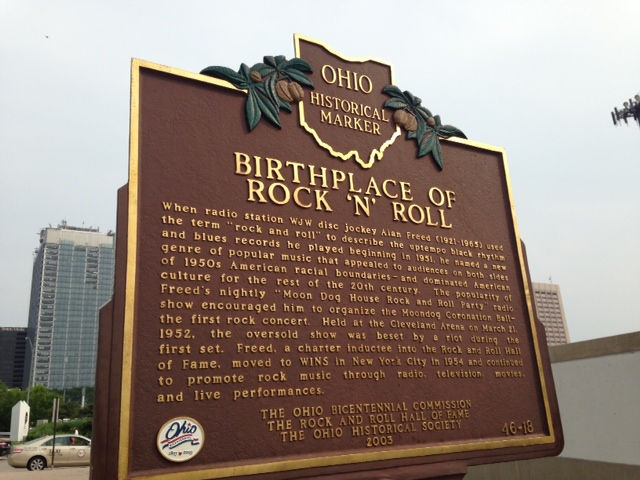 OHIO
HISTORICAL
MARKER
BIRTHPLACE OF
ROCK 'N' ROLL
When radio station WJW disc jockey Alan Freed (1921-1965) used
the term "rock and roll" to describe the uptempo black rhythm
and blues records he played beginning in 1951, he named a new
genre of popular music that appealed to audiences on both sides
of 1950s American racial boundaries-and dominated American
culture for the rest of the 20th century. The popularity of
Freed's nightly "Moon Dog House Rock and Roll Party" radio
show encouraged him to organize the Moondog Coronation Ball-
the first rock concert. Held at the Cleveland Arena on March 21,
1952, the oversold show was beset by a riot during the
first set. Freed, a charter inductee into the Rock and Roll Hall
of Fame, moved to WINS in New York City in 1954 and continued
to promote rock music through radio, television, movies,
and live performances.
THE OHIO BICENTENNIAL COMMISSION
THE ROCK AND ROLL HALL OF FAME
THE OHIO HISTORICAL SOCIETY
2003
46-18
Ohio